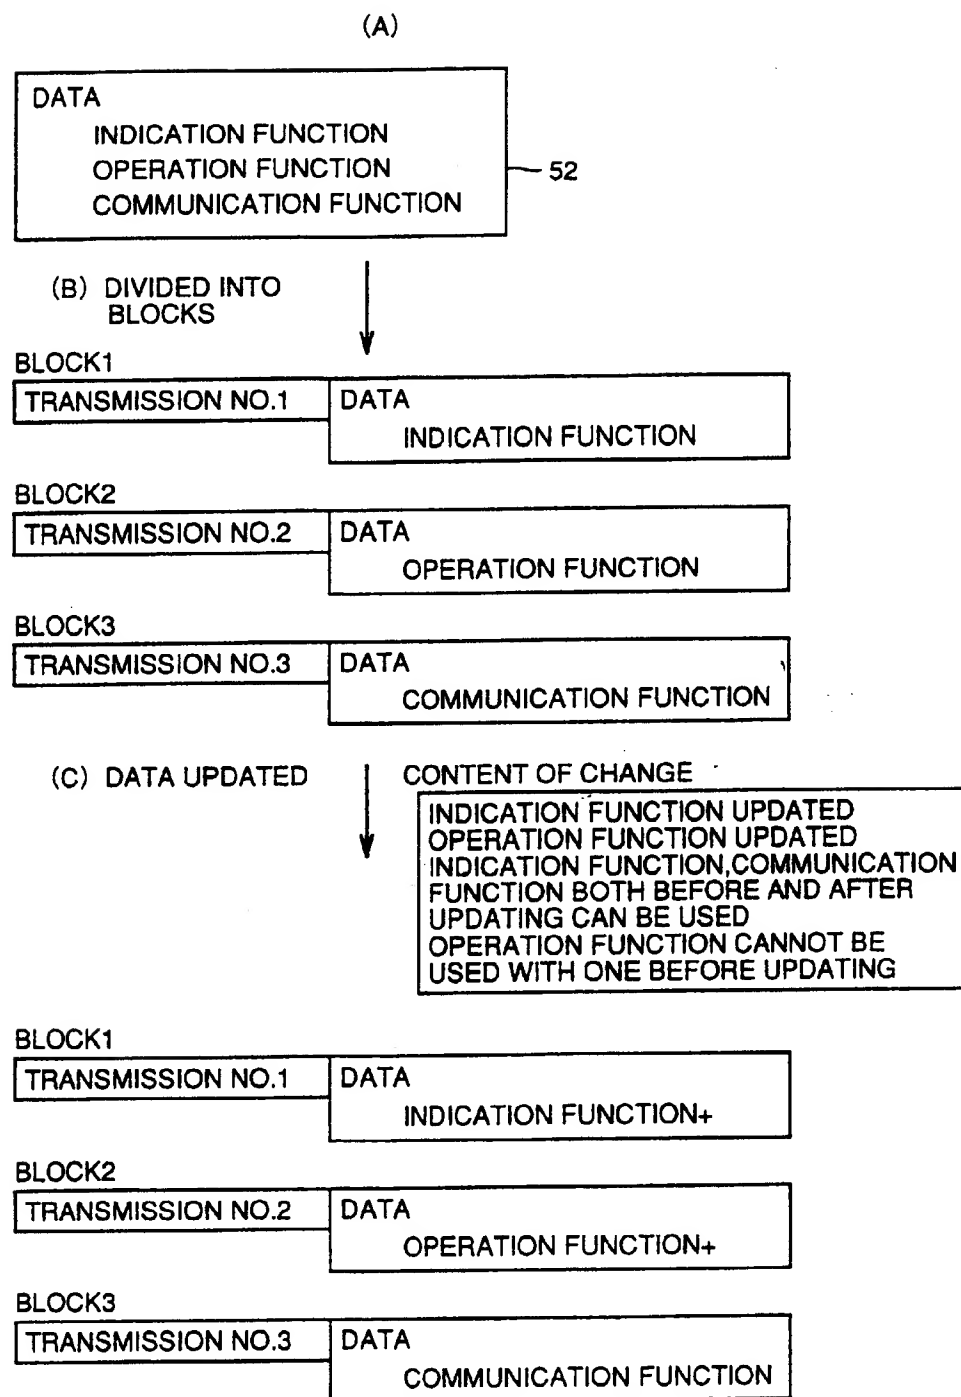 (A)
DATA
INDICATION FUNCTION
OPERATION FUNCTION
COMMUNICATION FUNCTION
52
(B) DIVIDED INTO
BLOCKS
BLOCK1
TRANSMISSION NO.1
DATA
INDICATION FUNCTION
BLOCK2
TRANSMISSION NO.2
DATA
OPERATION FUNCTION
BLOCK3
TRANSMISSION NO.3
DATA
COMMUNICATION FUNCTION
(C) DATA UPDATED
CONTENT OF CHANGE
INDICATION FUNCTION UPDATED
OPERATION FUNCTION UPDATED
INDICATION FUNCTION,COMMUNICATION
FUNCTION BOTH BEFORE AND AFTER
UPDATING CAN BE USED
OPERATION FUNCTION CANNOT BE
USED WITH ONE BEFORE UPDATING
BLOCK1
TRANSMISSION NO.1
DATA
INDICATION FUNCTION+
BLOCK2
TRANSMISSION NO.2
DATA
OPERATION FUNCTION+
BLOCK3
TRANSMISSION NO.3
DATA
COMMUNICATION FUNCTION